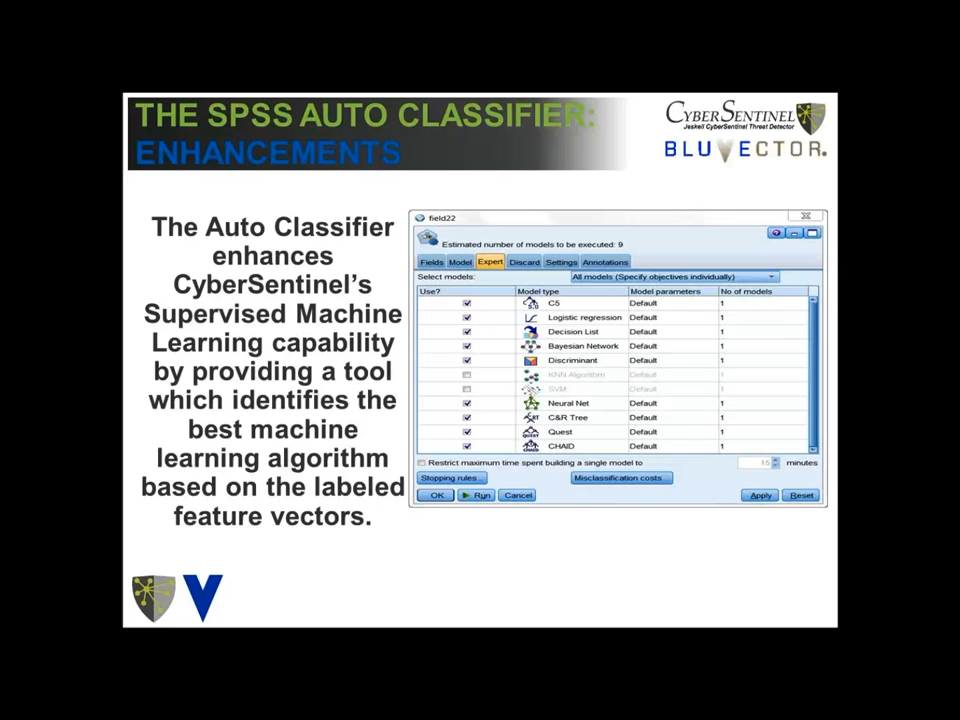 THE SPSS AUTO CLASSIFIER:
ENHANCEMENTS
CYBERSENTINEL
Jeskell CyberSentinel Threat Detector
BLUVECTOR.
The Auto Classifier
enhances
CyberSentinel's
Supervised Machine
Learning capability
by providing a tool
which identifies the
best machine
learning algorithm
based on the labeled
feature vectors.
field22
Estimated number of models to be executed: 9
Fields Model Expert Discard Settings Annotations
Select models: All models (Specify objectives individually)
Use? Model type Model parameters No of models
C5 Default 1
Logistic regression Default 1
Decision List Default 1
Bayesian Network Default 1
Discriminant Default 1
KNN Algorithm Default 1
SVM Default 1
Neural Net Default 1
C&R Tree Default 1
Quest Default 1
CHAID Default 1
Restrict maximum time spent building a single model to 15 minutes
Stopping rules... Misclassification costs...
OK Run Cancel Apply Reset